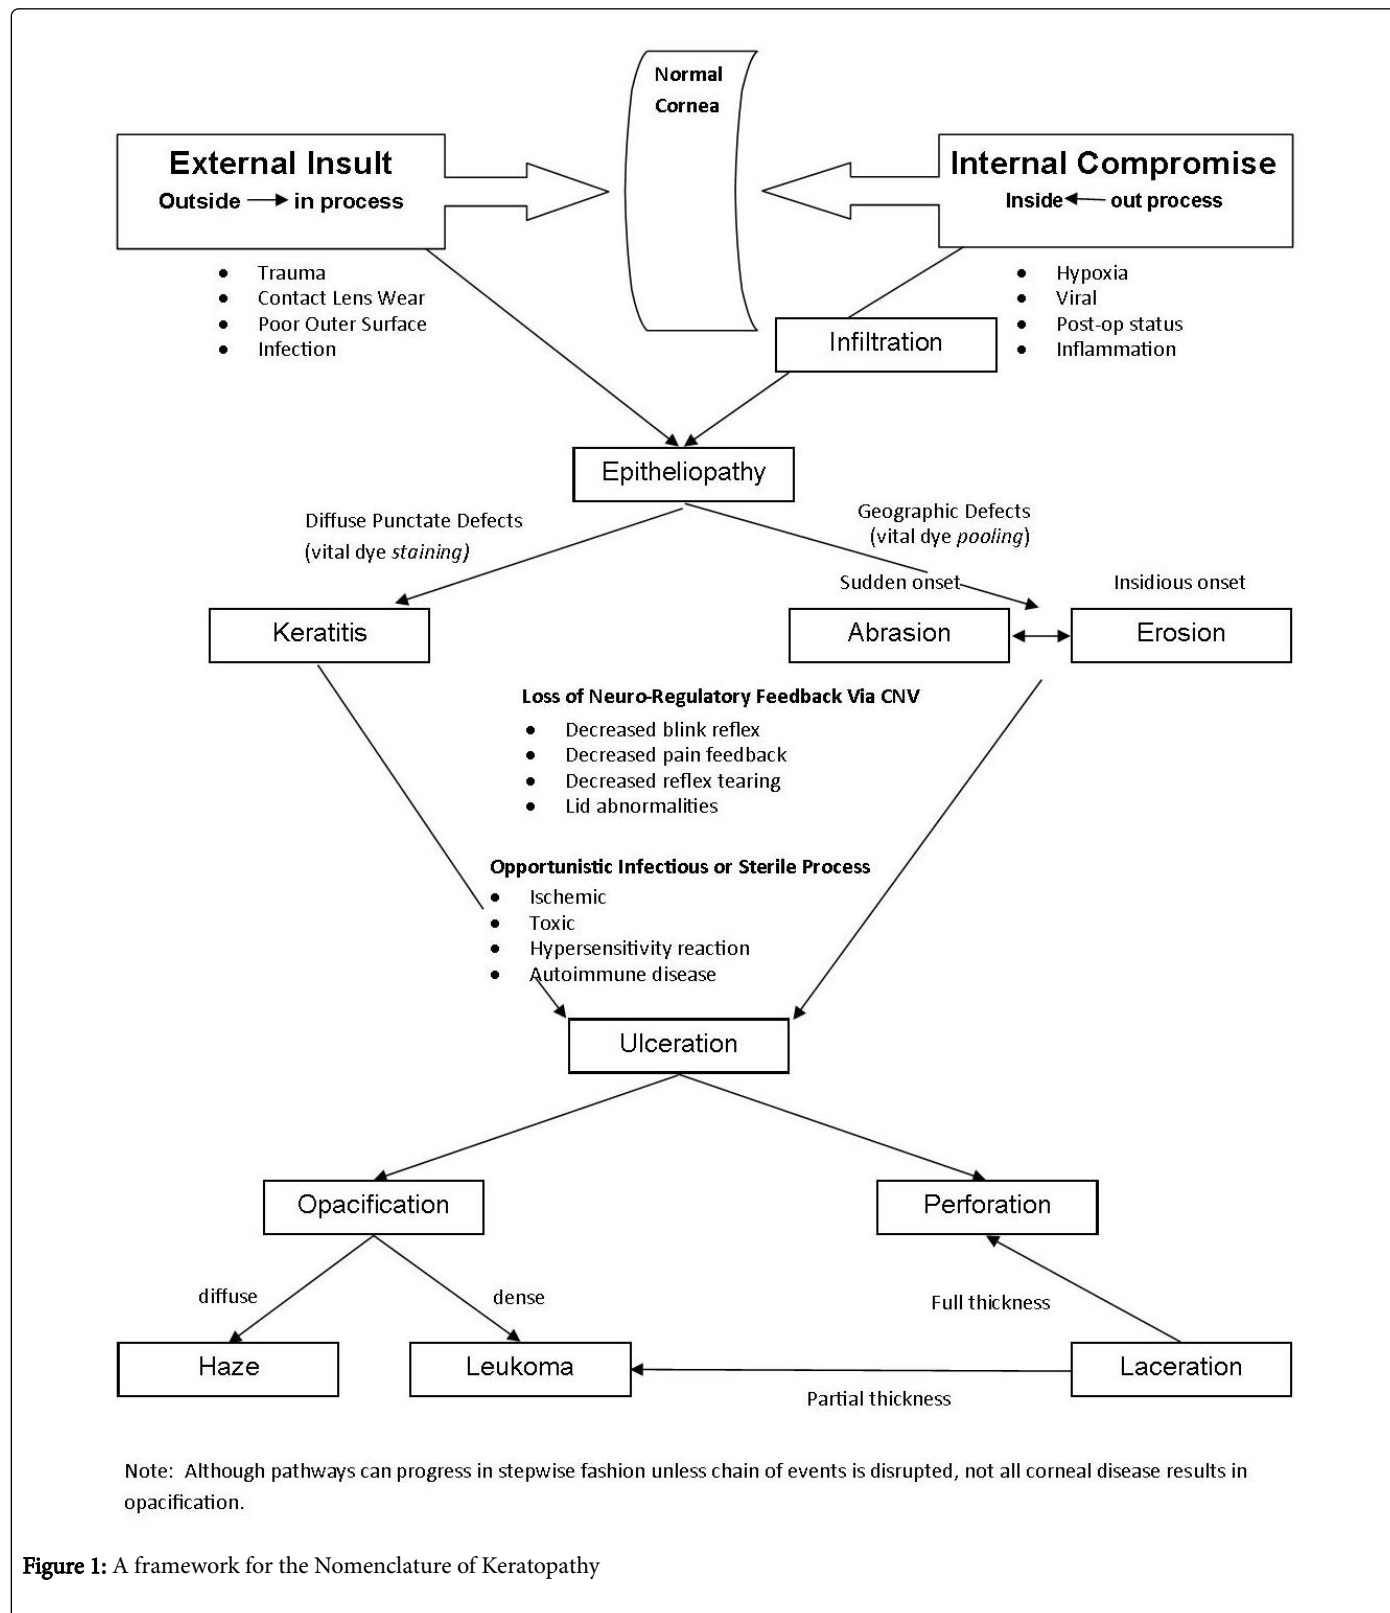 Normal
Cornea
External Insult
Outside → in process
Internal Compromise
Inside ← out process
● Trauma
● Contact Lens Wear
● Poor Outer Surface
● Infection
● Hypoxia
● Viral
● Post-op status
● Inflammation
Infiltration
Epitheliopathy
Diffuse Punctate Defects
(vital dye staining)
Geographic Defects
(vital dye pooling)
Sudden onset
Insidious onset
Keratitis
Abrasion
Erosion
Loss of Neuro-Regulatory Feedback Via CNV
● Decreased blink reflex
● Decreased pain feedback
● Decreased reflex tearing
● Lid abnormalities
Opportunistic Infectious or Sterile Process
● Ischemic
● Toxic
● Hypersensitivity reaction
● Autoimmune disease
Ulceration
Opacification
Perforation
diffuse
dense
Full thickness
Haze
Leukoma
Laceration
Partial thickness
Note: Although pathways can progress in stepwise fashion unless chain of events is disrupted, not all corneal disease results in
opacification.
Figure 1: A framework for the Nomenclature of Keratopathy